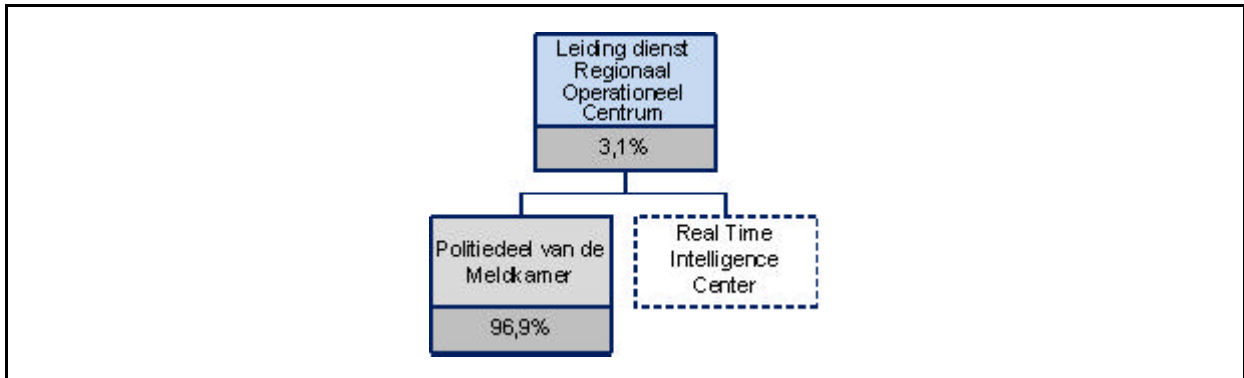 Leiding dienst
Regionaal
Operationeel
Centrum
3,1%
Politiedeel van de
Meldkamer
96,9%
Real Time
Intelligence
Center